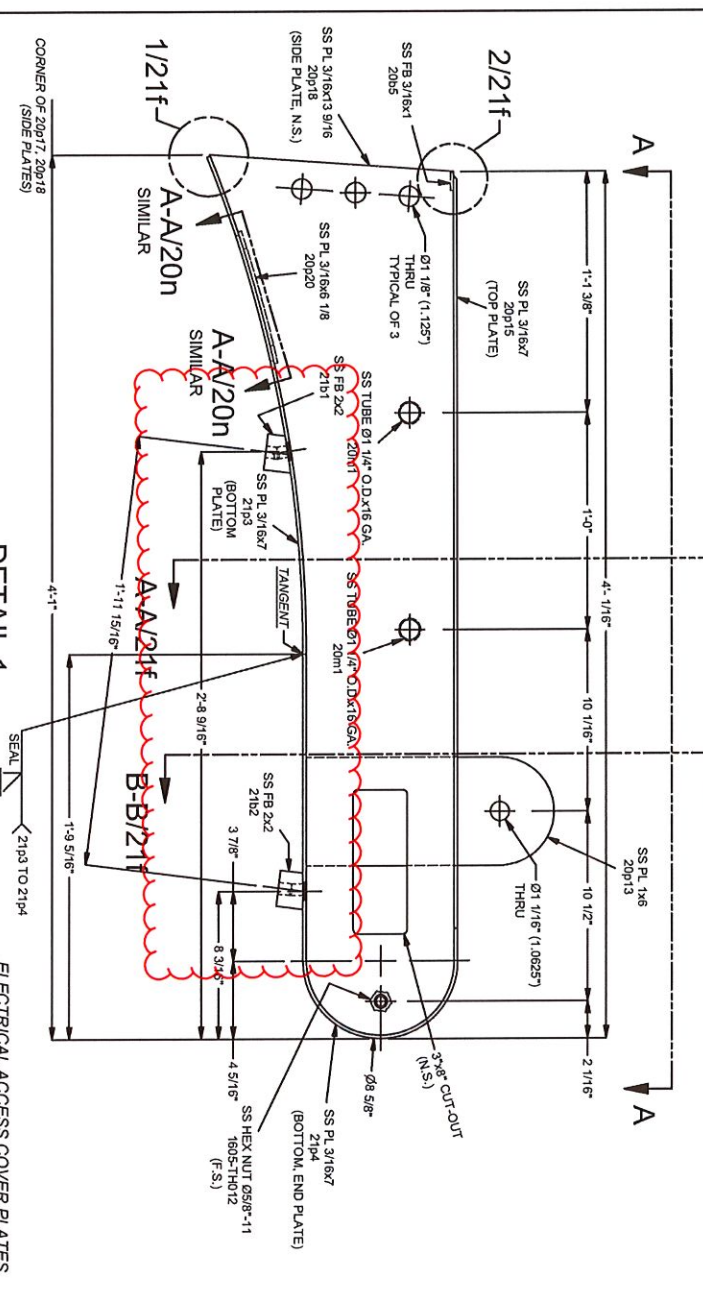 A
A
2/21f
1/21f
SS FB 3/16x1
20b5
SS PL 3/16x13 9/16
20p18
(SIDE PLATE, N.S.)
CORNER OF 20p17, 20p18
(SIDE PLATES)
1'-1 3/8"
1'-0"
4'- 1/16"
10 1/16"
10 1/2"
2 1/16"
SS PL 3/16x7
20p15
(TOP PLATE)
Ø1 1/8" (1.125")
THRU
TYPICAL OF 3
SS PL 1x6
20p13
Ø1 1/16" (1.0625")
THRU
3"x8" CUT-OUT
(N.S.)
Ø8 5/8"
SS PL 3/16x7
21p4
(BOTTOM, END PLATE)
SS HEX NUT Ø5/8"-11
1605-TH012
(F.S.)
SS PL 3/16x6 1/8
20p20
A-A/20n
SIMILAR
A-A/20n
SIMILAR
SS TUBE Ø1 1/4" O.D.x16 GA.
20m1
SS TUBE Ø1 1/4" O.D.x16 GA.
20m1
SS FB 2x2
21b1
SS PL 3/16x7
21p3
(BOTTOM
PLATE)
TANGENT
SS FB 2x2
21b2
A-A/21f
B-B/21f
3 7/8"
8 3/16"
4 5/16"
2'-8 9/16"
1'-11 15/16"
1'-9 5/16"
4'-1"
SEAL
21p3 TO 21p4
DETAIL 1
ELECTRICAL ACCESS COVER PLATES